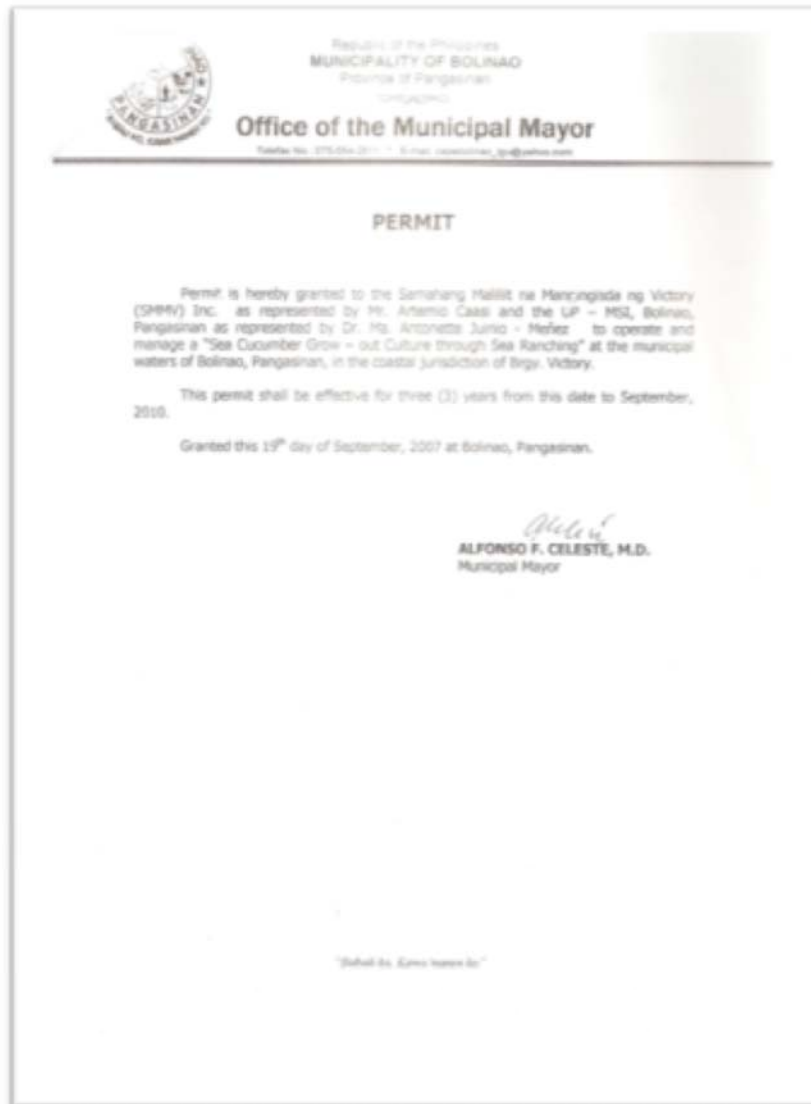 Republic of the Philippines
MUNICIPALITY OF BOLINAO
Province of Pangasinan
PANGASINAN
Office of the Municipal Mayor
PERMIT
Permit is hereby granted to the Samahang Maliliit na Mangingisda ng Victory
(SMMV) Inc. as represented by Mr. Artemio Caasi and the UP – MSI, Bolinao,
Pangasinan as represented by Dr. Ma. Antonette Juinio - Meñez to operate and
manage a "Sea Cucumber Grow – out Culture through Sea Ranching" at the municipal
waters of Bolinao, Pangasinan, in the coastal jurisdiction of Brgy. Victory.
This permit shall be effective for three (3) years from this date to September,
2010.
Granted this 19th day of September, 2007 at Bolinao, Pangasinan.
ALFONSO F. CELESTE, M.D.
Municipal Mayor